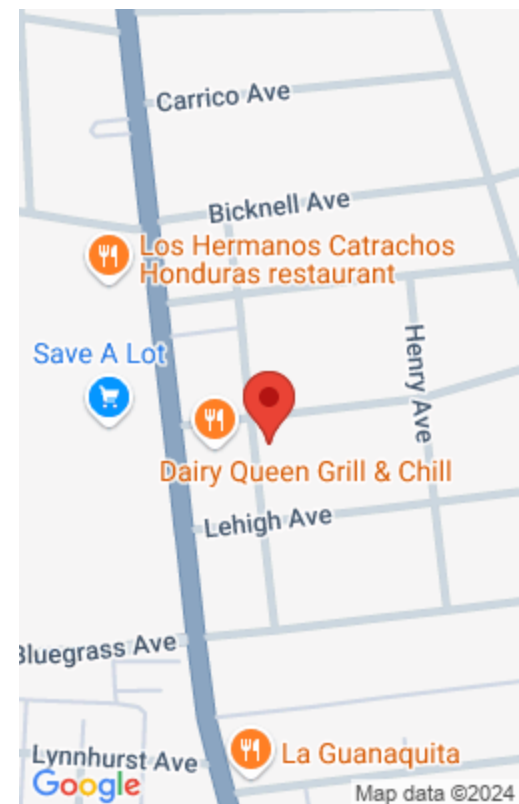 Carrico Ave
Bicknell Ave
Los Hermanos Catrachos
Honduras restaurant
Henry Ave
Save A Lot
Dairy Queen Grill & Chill
Lehigh Ave
Bluegrass Ave
Lynnhurst Ave
La Guanaquita
Google
Map data ©2024